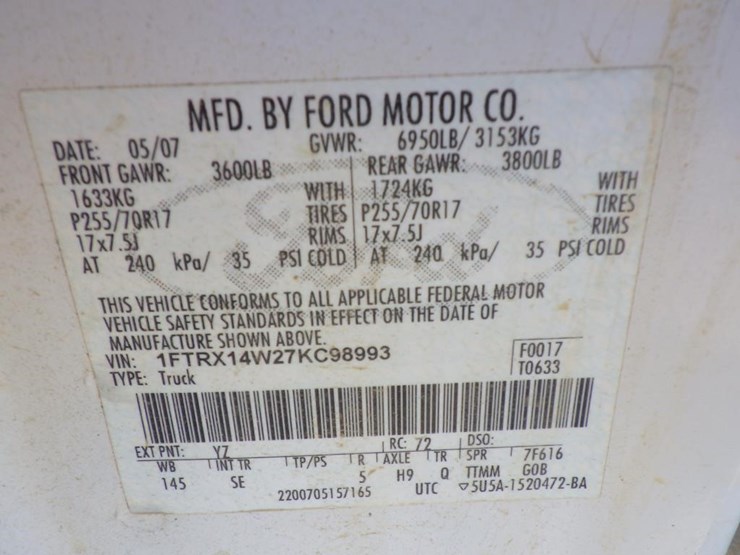 MFD. BY FORD MOTOR CO.
DATE: 05/07 GVWR: 6950LB/ 3153KG
FRONT GAWR: 3600LB REAR GAWR: 3800LB
1633KG WITH 1724KG WITH
P255/70R17 TIRES P255/70R17 TIRES
17x7.5J RIMS 17x7.5J RIMS
AT 240 kPa/ 35 PSI COLD AT 240 kPa/ 35 PSI COLD
Ford
THIS VEHICLE CONFORMS TO ALL APPLICABLE FEDERAL MOTOR
VEHICLE SAFETY STANDARDS IN EFFECT ON THE DATE OF
MANUFACTURE SHOWN ABOVE.
VIN: 1FTRX14W27KC98993 F0017
TYPE: Truck T0633
EXT PNT: YZ RC: 72 DSO:
WB INT TR TP/PS R AXLE TR SPR 7F616
145 SE 5 H9 Q TTMM GOB
2200705157165 UTC ▽5U5A-1520472-BA